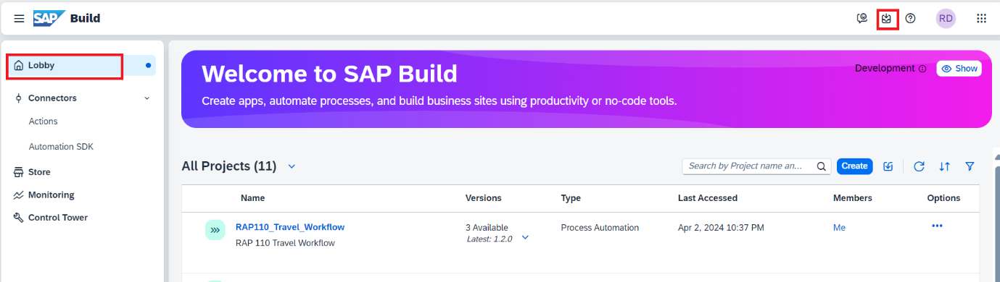 SAP Build
RD
Lobby
Connectors
Actions
Automation SDK
Store
Monitoring
Control Tower
Welcome to SAP Build
Development
Show
Create apps, automate processes, and build business sites using productivity or no-code tools.
All Projects (11)
Search by Project name an...
Create
Name Versions Type Last Accessed Members Options
RAP110_Travel_Workflow 3 Available Process Automation Apr 2, 2024 10:37 PM Me
Latest: 1.2.0
RAP 110 Travel Workflow